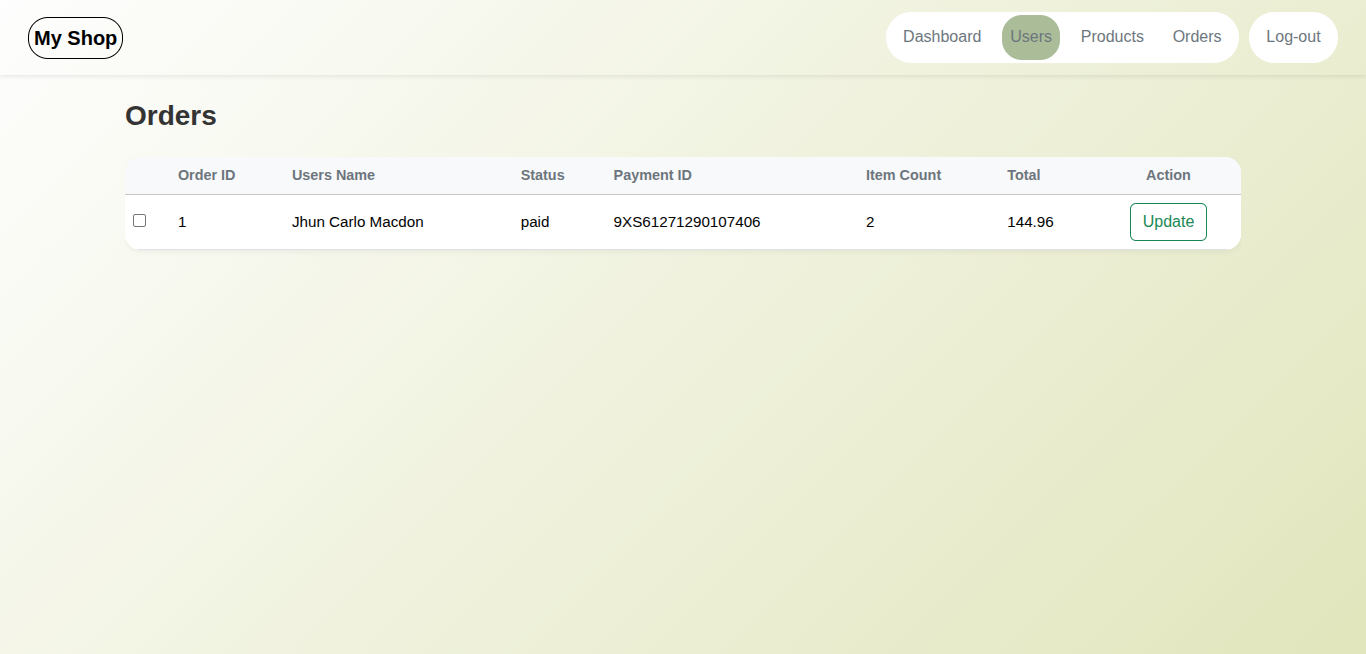 My Shop Dashboard Users Products Orders Log-out
Orders
Order ID Users Name Status Payment ID Item Count Total Action
1 Jhun Carlo Macdon paid 9XS61271290107406 2 144.96 Update